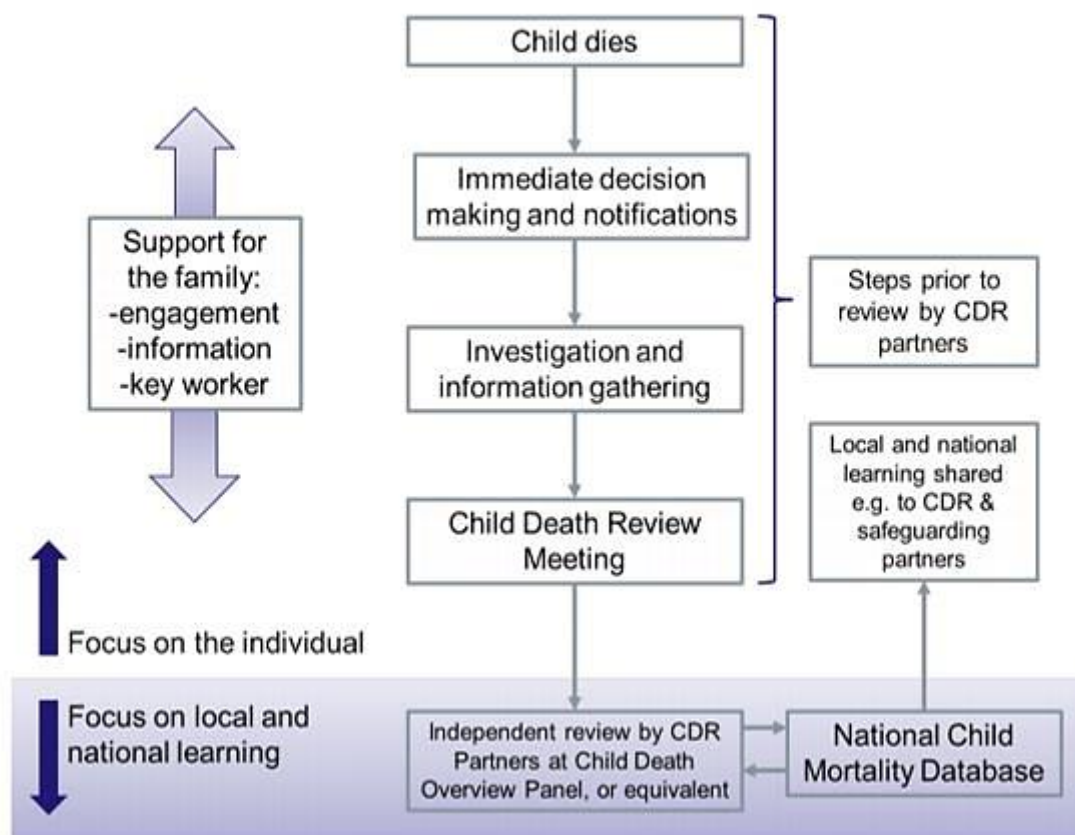 Child dies
Immediate decision
making and notifications
Support for
the family:
-engagement
-information
-key worker
Steps prior to
review by CDR
partners
Investigation and
information gathering
Local and national
learning shared
e.g. to CDR &
safeguarding
partners
Child Death Review
Meeting
Focus on the individual
Focus on local and
national learning
Independent review by CDR
Partners at Child Death
Overview Panel, or equivalent
National Child
Mortality Database